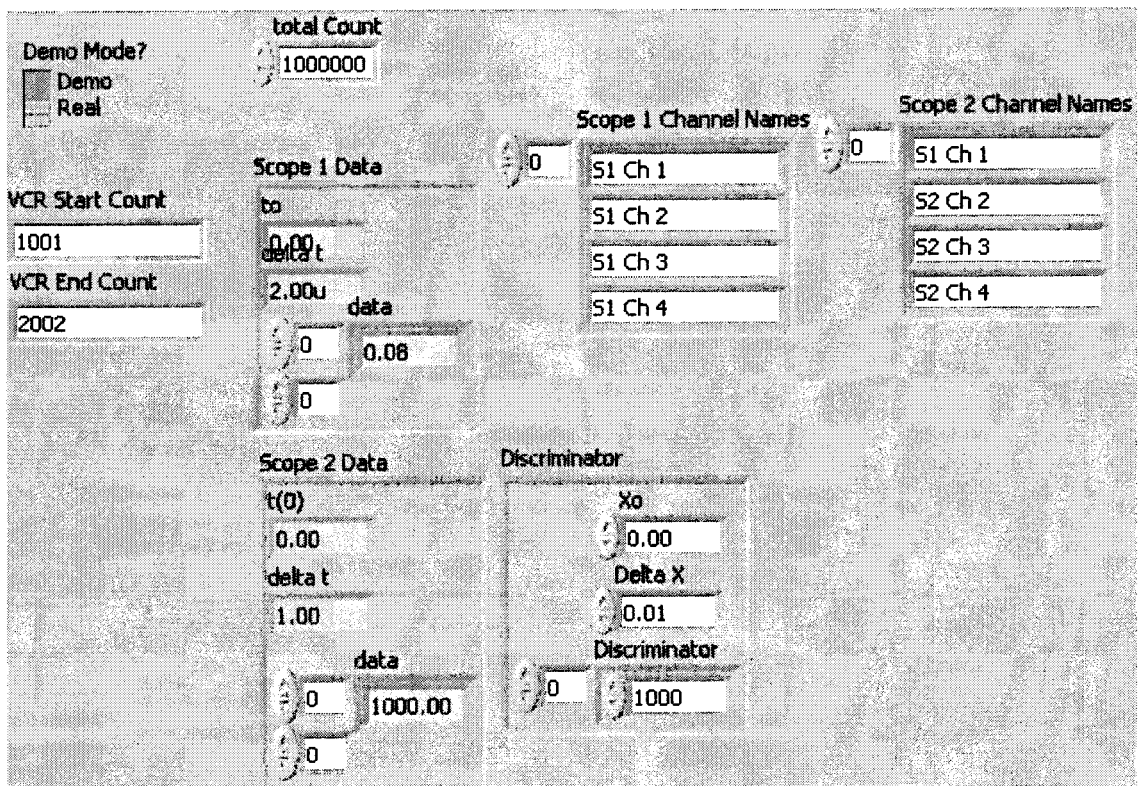 total Count
1000000
Demo Mode?
Demo
Real
VCR Start Count
1001
VCR End Count
2002
Scope 1 Data
to
0.00
delta t
2.00u
data
0
0.08
0
Scope 1 Channel Names
0
S1 Ch 1
S1 Ch 2
S1 Ch 3
S1 Ch 4
Scope 2 Channel Names
0
S1 Ch 1
S2 Ch 2
S2 Ch 3
S2 Ch 4
Scope 2 Data
t(0)
0.00
delta t
1.00
data
0
1000.00
0
Discriminator
Xo
0.00
Delta X
0.01
Discriminator
0
1000